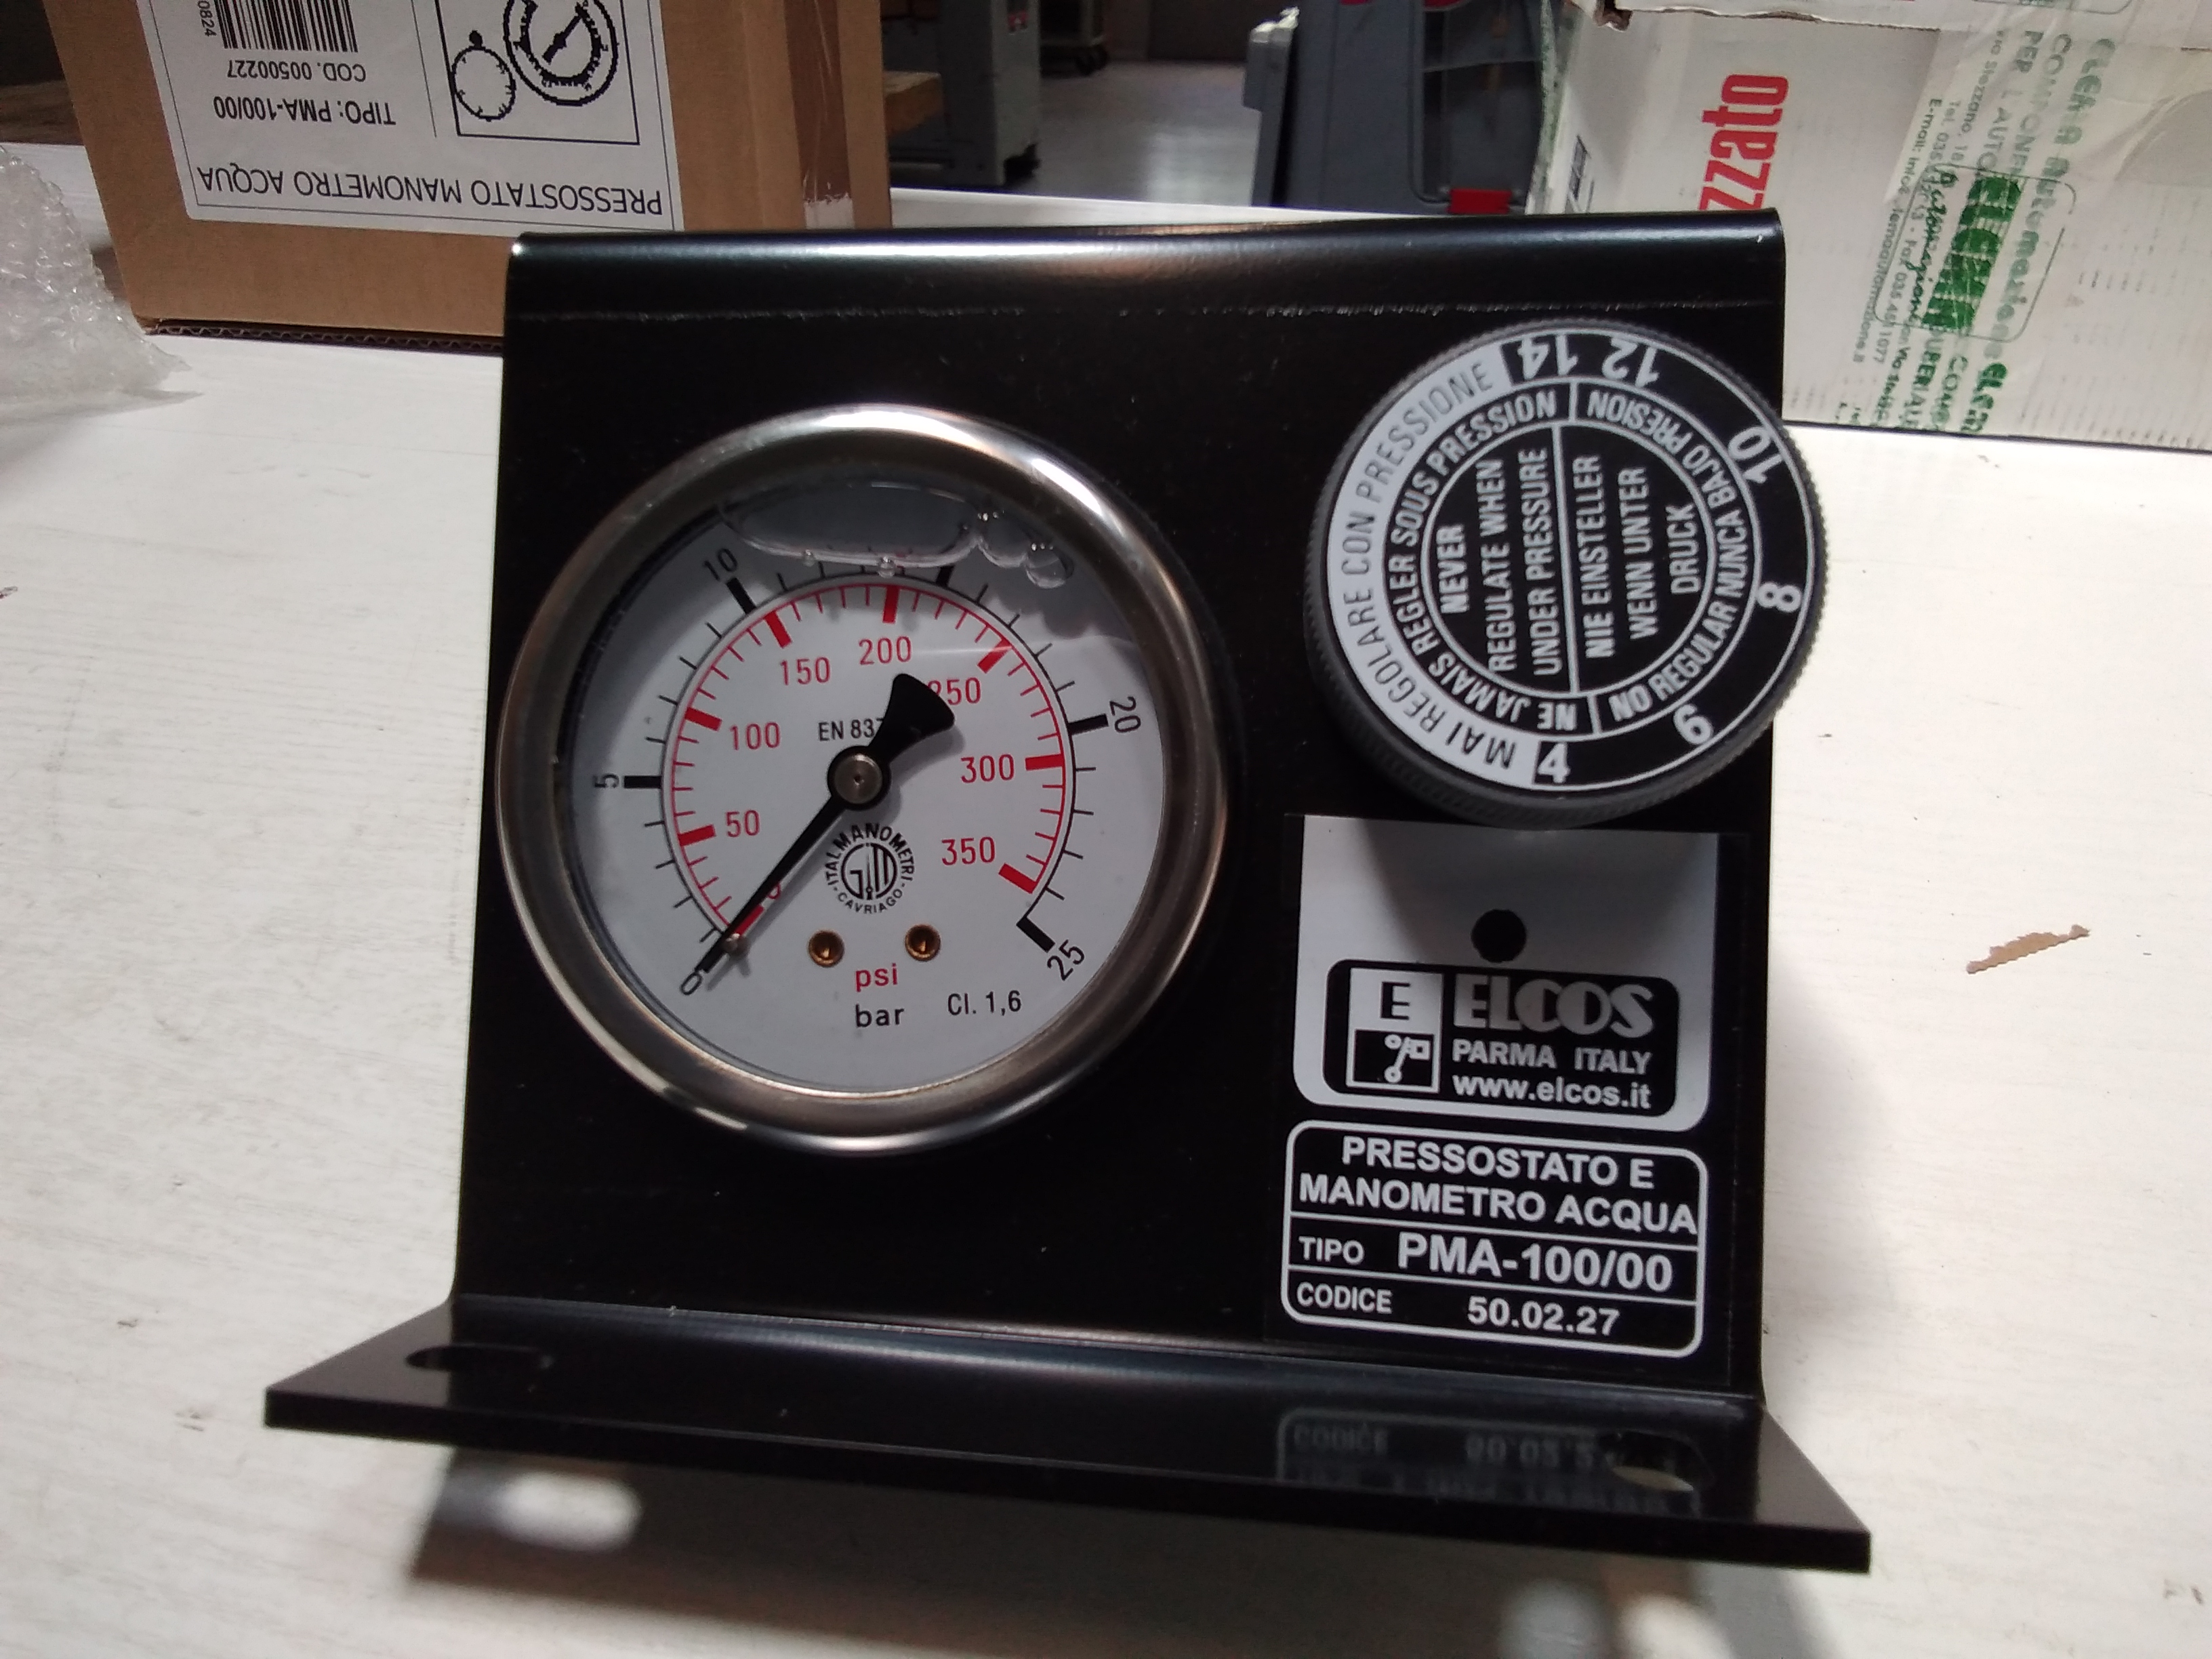 PRESSOSTATO MANOMETRO ACQUA
TIPO: PMA-100/00
COD. 00500227
0824
zzato
10
20
5
25
0
150
200
250
100
300
50
350
0
EN 837
ITALMANOMETRI
CAVRIAGO
psi
bar
Cl. 1,6
MAI REGOLARE CON PRESSIONE
4 6 8 10 12 14
NE JAMAIS REGLER SOUS PRESSION
NO REGULAR NUNCA BAJO PRESION
NEVER
REGULATE WHEN
UNDER PRESSURE
NIE EINSTELLER
WENN UNTER
DRUCK
E
ELCOS
PARMA ITALY
www.elcos.it
PRESSOSTATO E
MANOMETRO ACQUA
TIPO PMA-100/00
CODICE 50.02.27